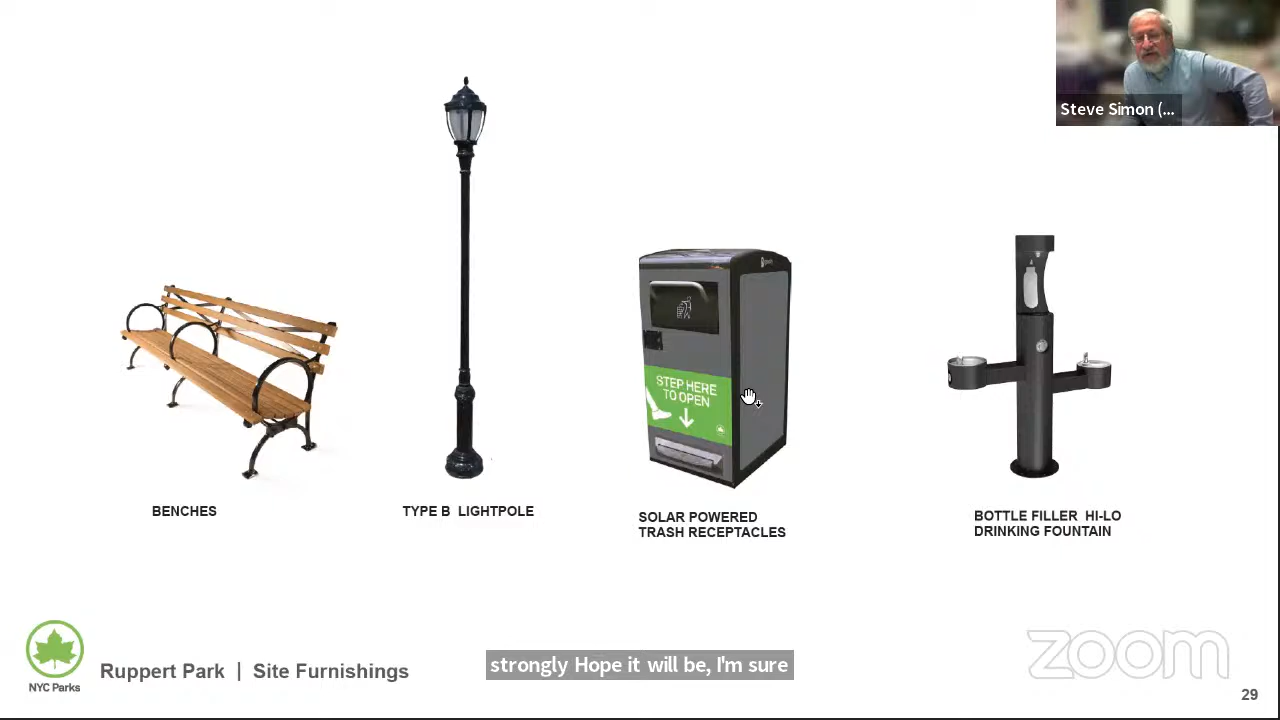 Steve Simon (...
STEP HERE
TO OPEN
BENCHES
TYPE B LIGHTPOLE
SOLAR POWERED
TRASH RECEPTACLES
BOTTLE FILLER HI-LO
DRINKING FOUNTAIN
NYC Parks
Ruppert Park | Site Furnishings
strongly Hope it will be, I'm sure
zoom
29